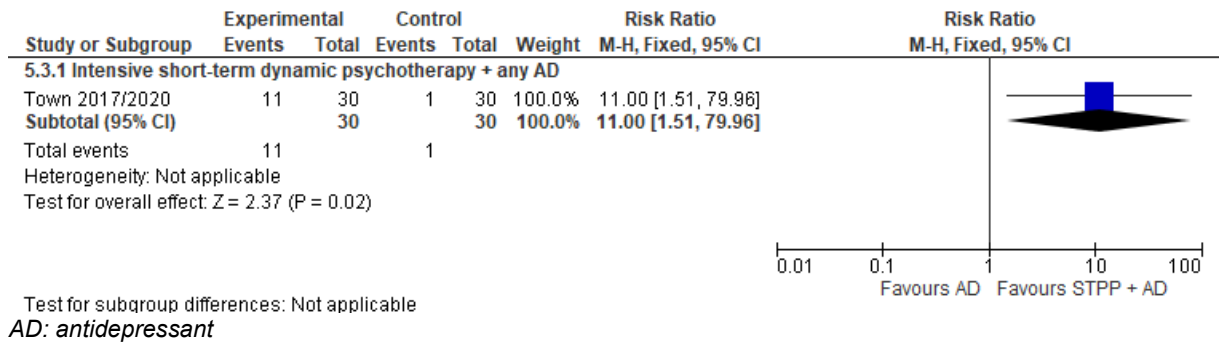 Experimental Control Risk Ratio Risk Ratio
Study or Subgroup Events Total Events Total Weight M-H, Fixed, 95% CI M-H, Fixed, 95% CI
5.3.1 Intensive short-term dynamic psychotherapy + any AD
Town 2017/2020 11 30 1 30 100.0% 11.00 [1.51, 79.96]
Subtotal (95% CI) 30 30 100.0% 11.00 [1.51, 79.96]
Total events 11 1
Heterogeneity: Not applicable
Test for overall effect: Z = 2.37 (P = 0.02)
0.01 0.1 1 10 100
Favours AD Favours STPP + AD
Test for subgroup differences: Not applicable
AD: antidepressant